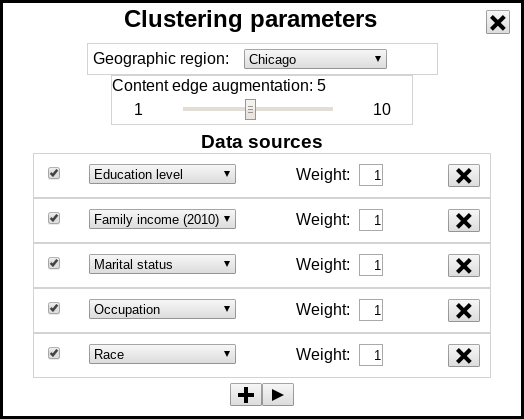 Clustering parameters
Geographic region: Chicago
Content edge augmentation: 5
1 10
Data sources
Education level Weight: 1
Family income (2010) Weight: 1
Marital status Weight: 1
Occupation Weight: 1
Race Weight: 1